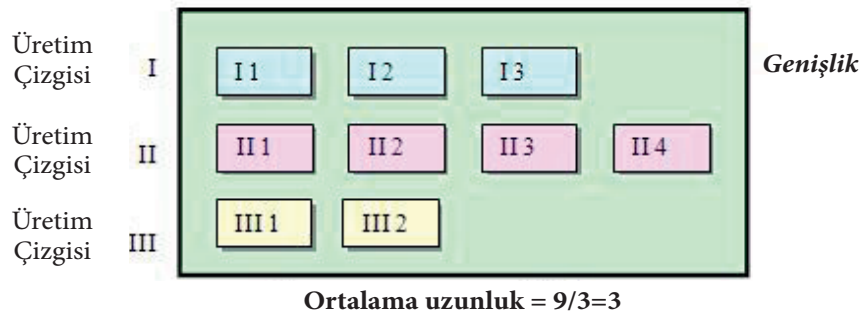 Üretim
Çizgisi
I
I 1
I 2
I 3
Genişlik
Üretim
Çizgisi
II
II 1
II 2
II 3
II 4
Üretim
Çizgisi
III
III 1
III 2
Ortalama uzunluk = 9/3=3